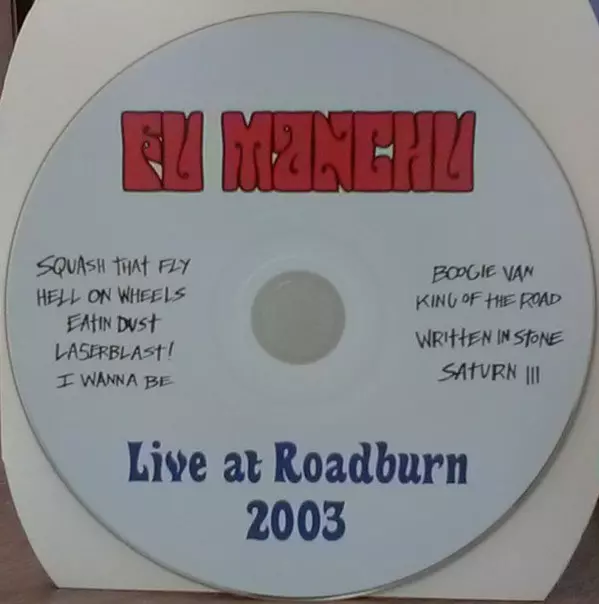 FU MANCHU
SQUASH THAT FLY
HELL ON WHEELS
EATIN DUST
LASERBLAST!
I WANNA BE
BOOGIE VAN
KING OF THE ROAD
WRITTEN IN STONE
SATURN III
Live at Roadburn
2003